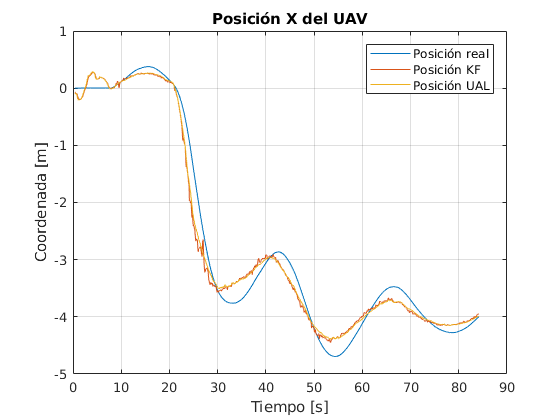 Posición X del UAV
1
0
-1
-2
-3
-4
-5
Coordenada [m]
Posición real
Posición KF
Posición UAL
0 10 20 30 40 50 60 70 80 90
Tiempo [s]